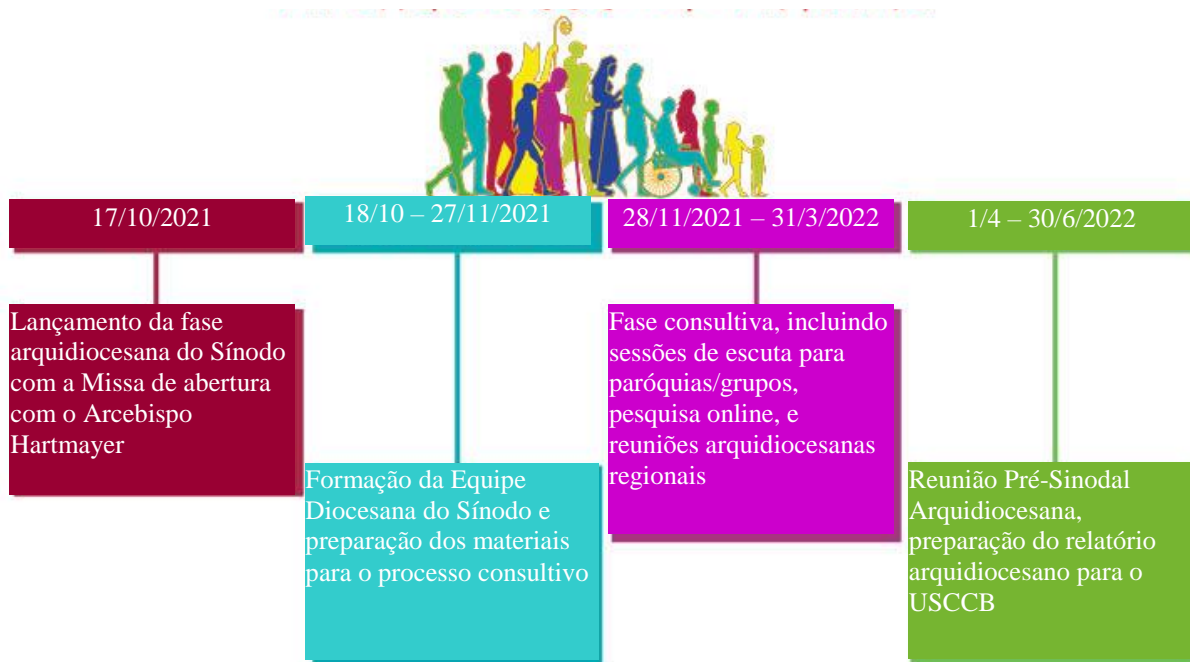 17/10/2021
18/10 – 27/11/2021
28/11/2021 – 31/3/2022
1/4 – 30/6/2022
Lançamento da fase
arquidiocesana do Sínodo
com a Missa de abertura
com o Arcebispo
Hartmayer
Formação da Equipe
Diocesana do Sínodo e
preparação dos materiais
para o processo consultivo
Fase consultiva, incluindo
sessões de escuta para
paróquias/grupos,
pesquisa online, e
reuniões arquidiocesanas
regionais
Reunião Pré-Sinodal
Arquidiocesana,
preparação do relatório
arquidiocesano para o
USCCB